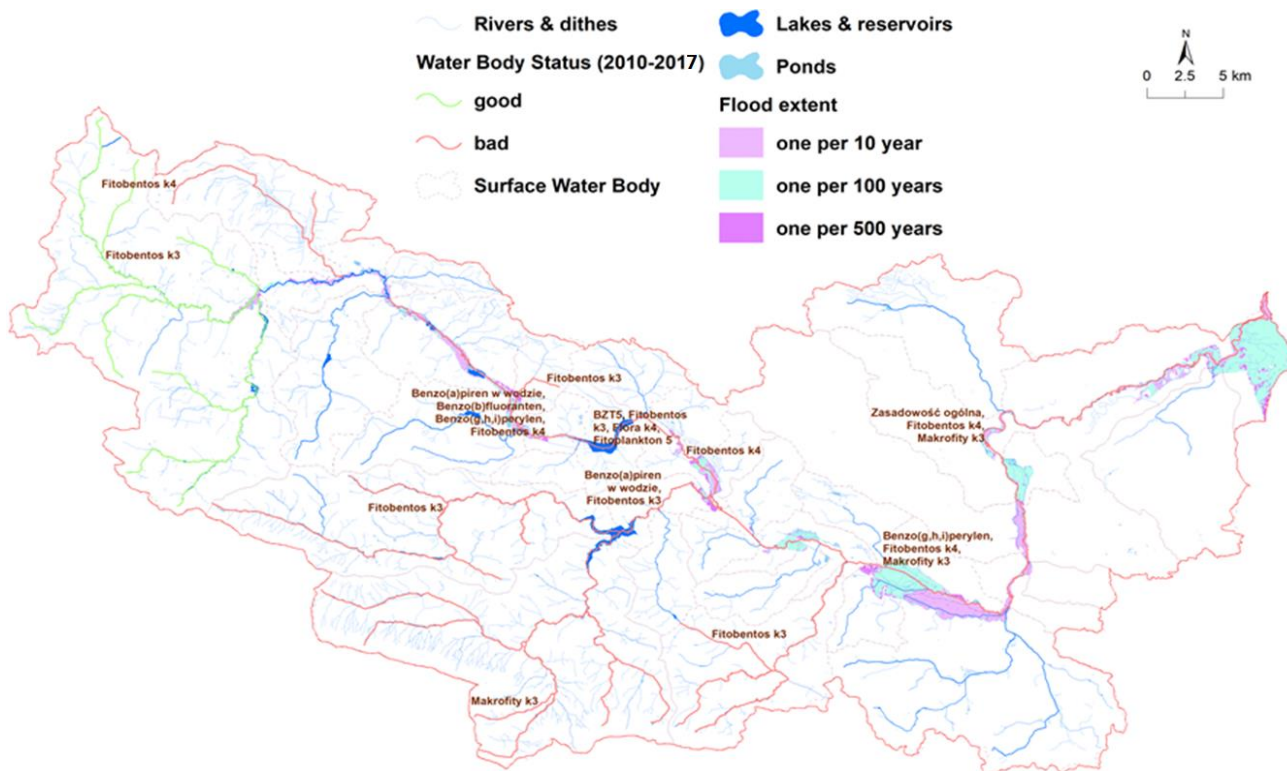 Rivers & dithes
Water Body Status (2010-2017)
good
bad
Surface Water Body
Lakes & reservoirs
Ponds
Flood extent
one per 10 year
one per 100 years
one per 500 years
N
0 2.5 5 km
Fitobentos k4
Fitobentos k3
Fitobentos k3
Benzo(a)piren w wodzie,
Benzo(b)fluoranten,
Benzo(g,h,i)perylen,
Fitobentos k4
BZT5, Fitobentos
k3, Flora k4,
Fitoplankton 5
Fitobentos k4
Zasadowość ogólna,
Fitobentos k4,
Makrofity k3
Benzo(a)piren
w wodzie,
Fitobentos k3
Fitobentos k3
Benzo(g,h,i)perylen,
Fitobentos k4,
Makrofity k3
Fitobentos k3
Makrofity k3